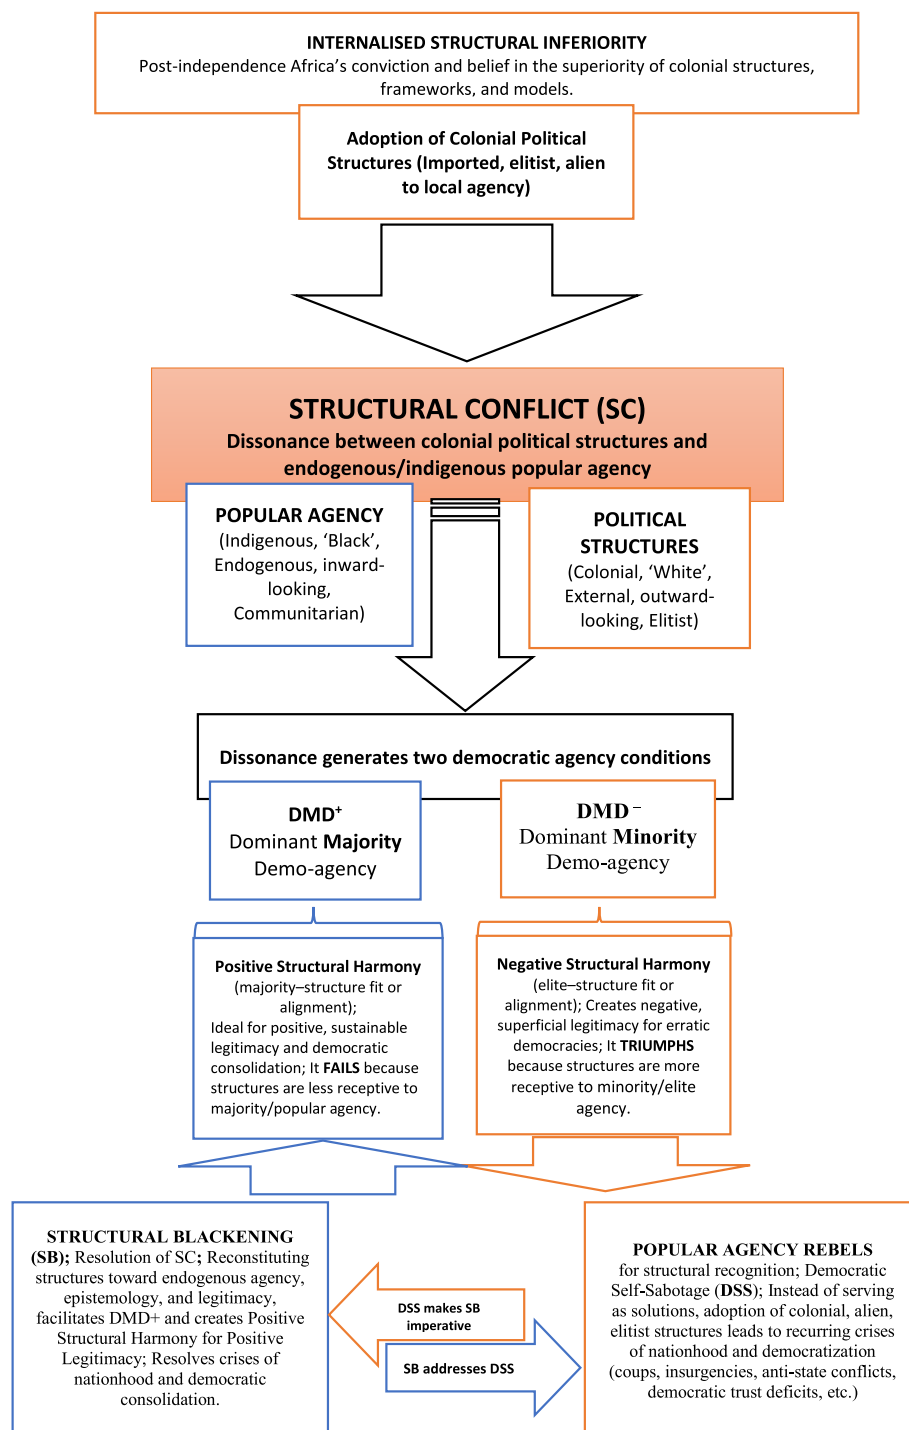 INTERNALISED STRUCTURAL INFERIORITY
Post-independence Africa's conviction and belief in the superiority of colonial structures,
frameworks, and models.
Adoption of Colonial Political
Structures (Imported, elitist, alien
to local agency)
STRUCTURAL CONFLICT (SC)
Dissonance between colonial political structures and
endogenous/indigenous popular agency
POPULAR AGENCY
(Indigenous, ‘Black’,
Endogenous, inward-
looking,
Communitarian)
POLITICAL
STRUCTURES
(Colonial, ‘White’,
External, outward-
looking, Elitist)
Dissonance generates two democratic agency conditions
DMD⁺
Dominant Majority
Demo-agency
DMD⁻
Dominant Minority
Demo-agency
Positive Structural Harmony
(majority–structure fit or
alignment);
Ideal for positive, sustainable
legitimacy and democratic
consolidation; It FAILS because
structures are less receptive to
majority/popular agency.
Negative Structural Harmony
(elite–structure fit or
alignment); Creates negative,
superficial legitimacy for erratic
democracies; It TRIUMPHS
because structures are more
receptive to minority/elite
agency.
STRUCTURAL BLACKENING
(SB); Resolution of SC; Reconstituting
structures toward endogenous agency,
epistemology, and legitimacy,
facilitates DMD+ and creates Positive
Structural Harmony for Positive
Legitimacy; Resolves crises of
nationhood and democratic
consolidation.
DSS makes SB
imperative
SB addresses DSS
POPULAR AGENCY REBELS
for structural recognition; Democratic
Self-Sabotage (DSS); Instead of serving
as solutions, adoption of colonial, alien,
elitist structures leads to recurring crises
of nationhood and democratization
(coups, insurgencies, anti-state conflicts,
democratic trust deficits, etc.)